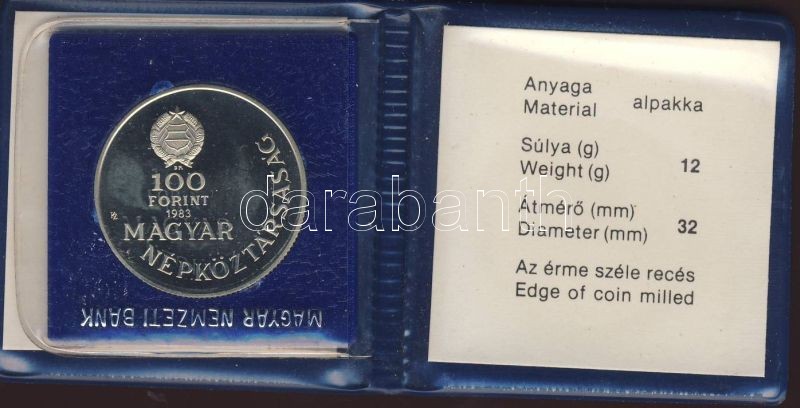 BP.
100
FORINT
1983
MAGYAR
NÉPKÖZTÁRSASÁG
MAGYAR NEMZETI BANK
Anyaga
Material alpakka
Súlya (g)
Weight (g) 12
Átmérő (mm)
Diameter (mm) 32
Az érme széle recés
Edge of coin milled
darabanth